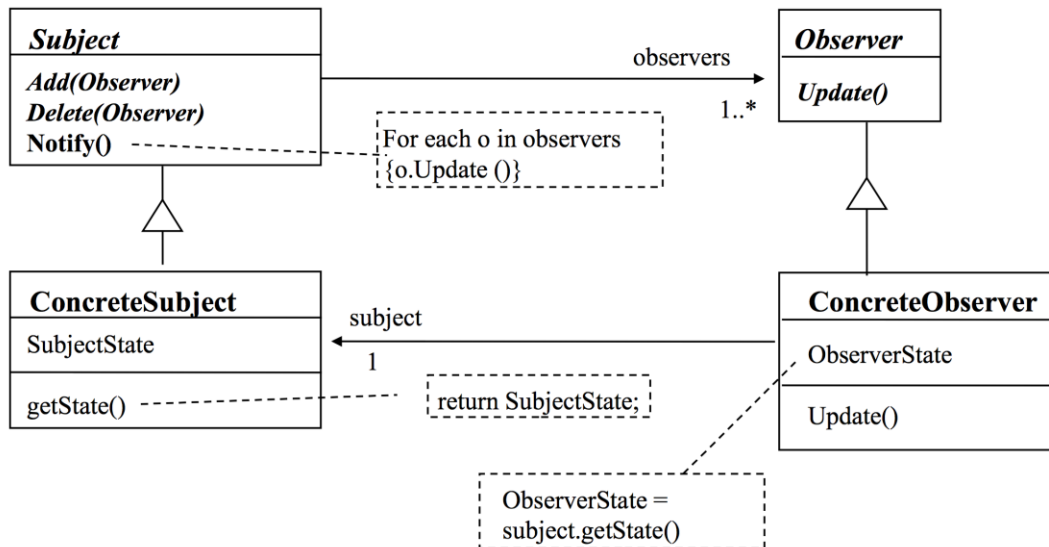 Subject
Add(Observer)
Delete(Observer)
Notify()
observers
1..*
Observer
Update()
For each o in observers
{o.Update ()}
ConcreteSubject
SubjectState
getState()
subject
1
return SubjectState;
ConcreteObserver
ObserverState
Update()
ObserverState =
subject.getState()